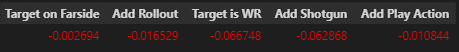 Target on Farside Add Rollout Target is WR Add Shotgun Add Play Action
-0.002694 -0.016529 -0.066748 -0.062868 -0.010844